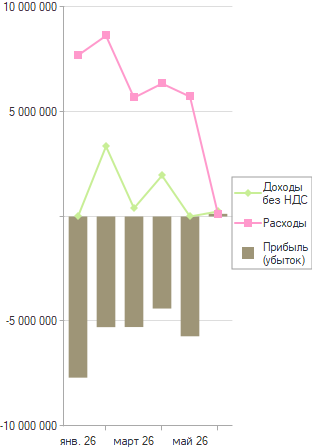 10 000 000
5 000 000
-5 000 000
-10 000 000
янв. 26
март 26
май 26
Доходы
без НДС
Расходы
Прибыль
(убыток)